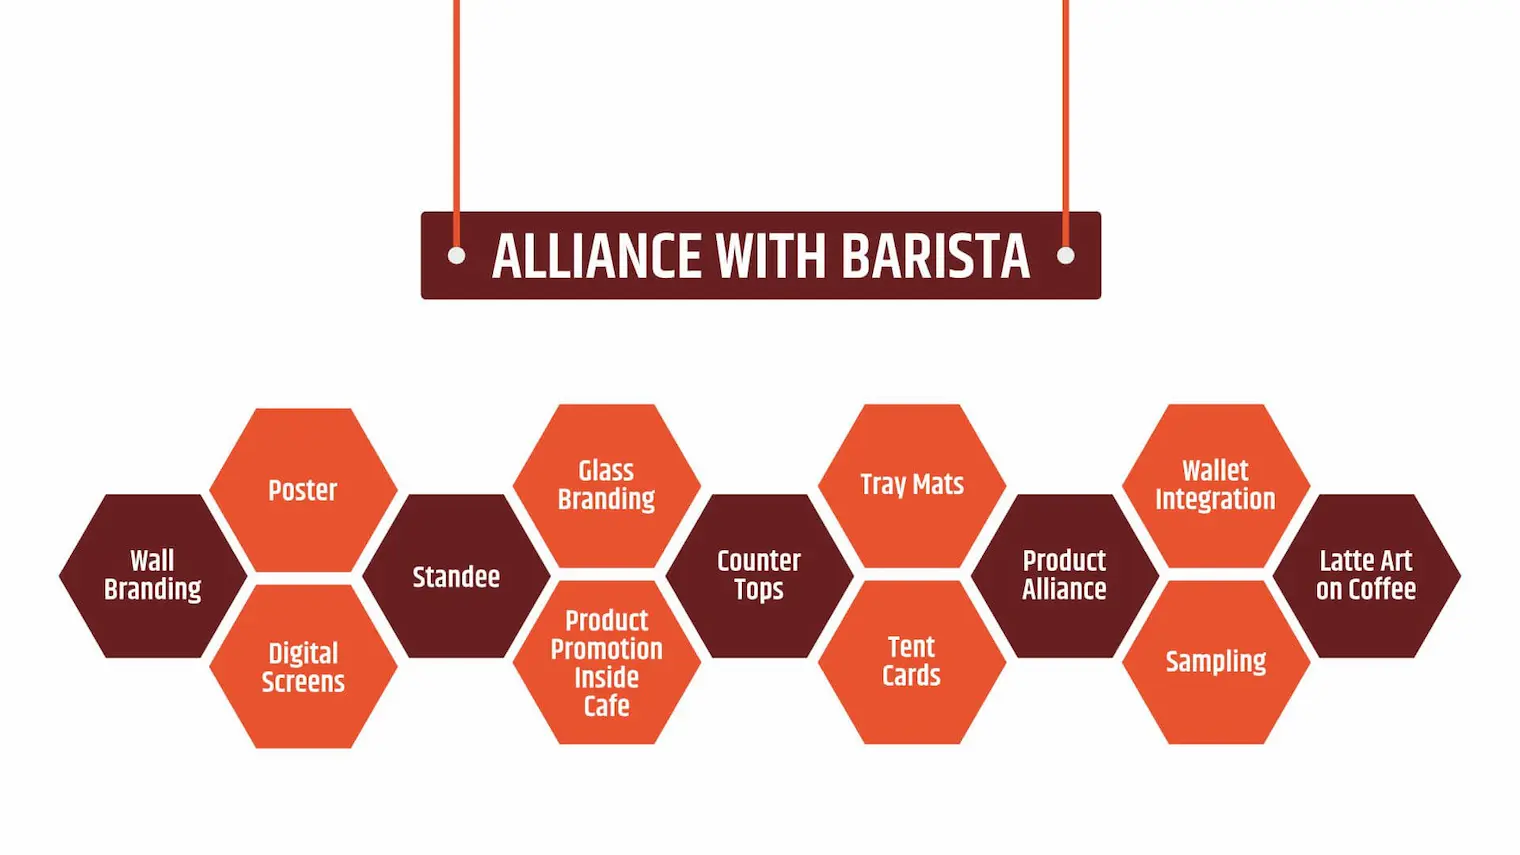 ALLIANCE WITH BARISTA
Wall
Branding
Poster
Digital
Screens
Standee
Glass
Branding
Product
Promotion
Inside
Cafe
Counter
Tops
Tray Mats
Tent
Cards
Product
Alliance
Wallet
Integration
Sampling
Latte Art
on Coffee